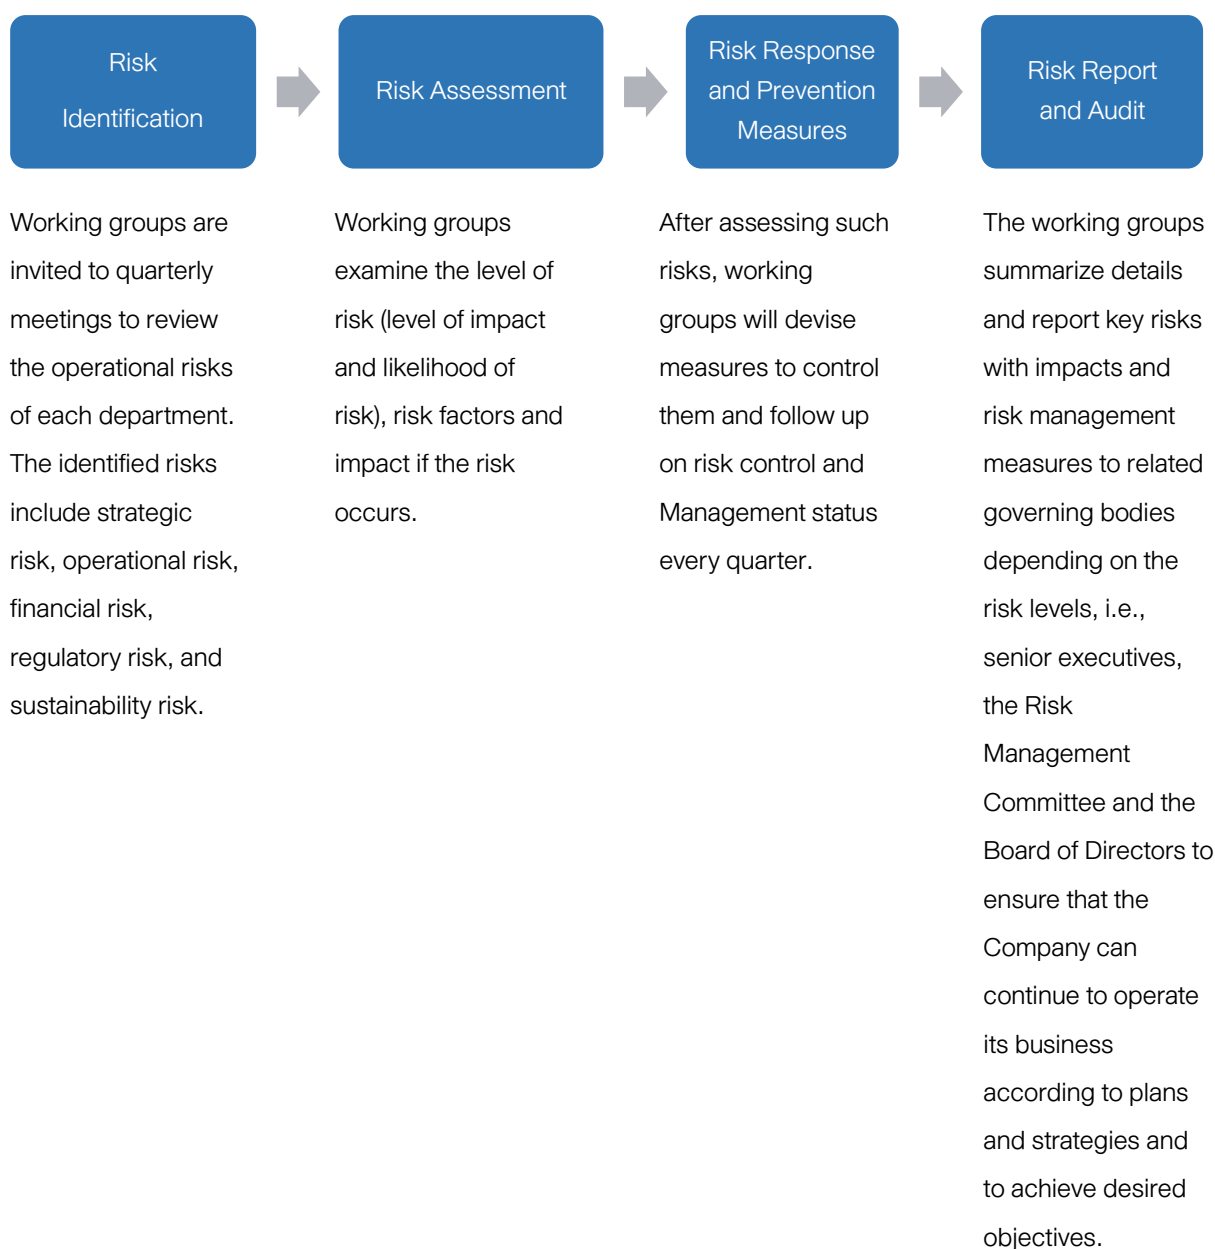 Risk
Identification
Risk Assessment
Risk Response
and Prevention
Measures
Risk Report
and Audit
Working groups are
invited to quarterly
meetings to review
the operational risks
of each department.
The identified risks
include strategic
risk, operational risk,
financial risk,
regulatory risk, and
sustainability risk.
Working groups
examine the level of
risk (level of impact
and likelihood of
risk), risk factors and
impact if the risk
occurs.
After assessing such
risks, working
groups will devise
measures to control
them and follow up
on risk control and
Management status
every quarter.
The working groups
summarize details
and report key risks
with impacts and
risk management
measures to related
governing bodies
depending on the
risk levels, i.e.,
senior executives,
the Risk
Management
Committee and the
Board of Directors to
ensure that the
Company can
continue to operate
its business
according to plans
and strategies and
to achieve desired
objectives.